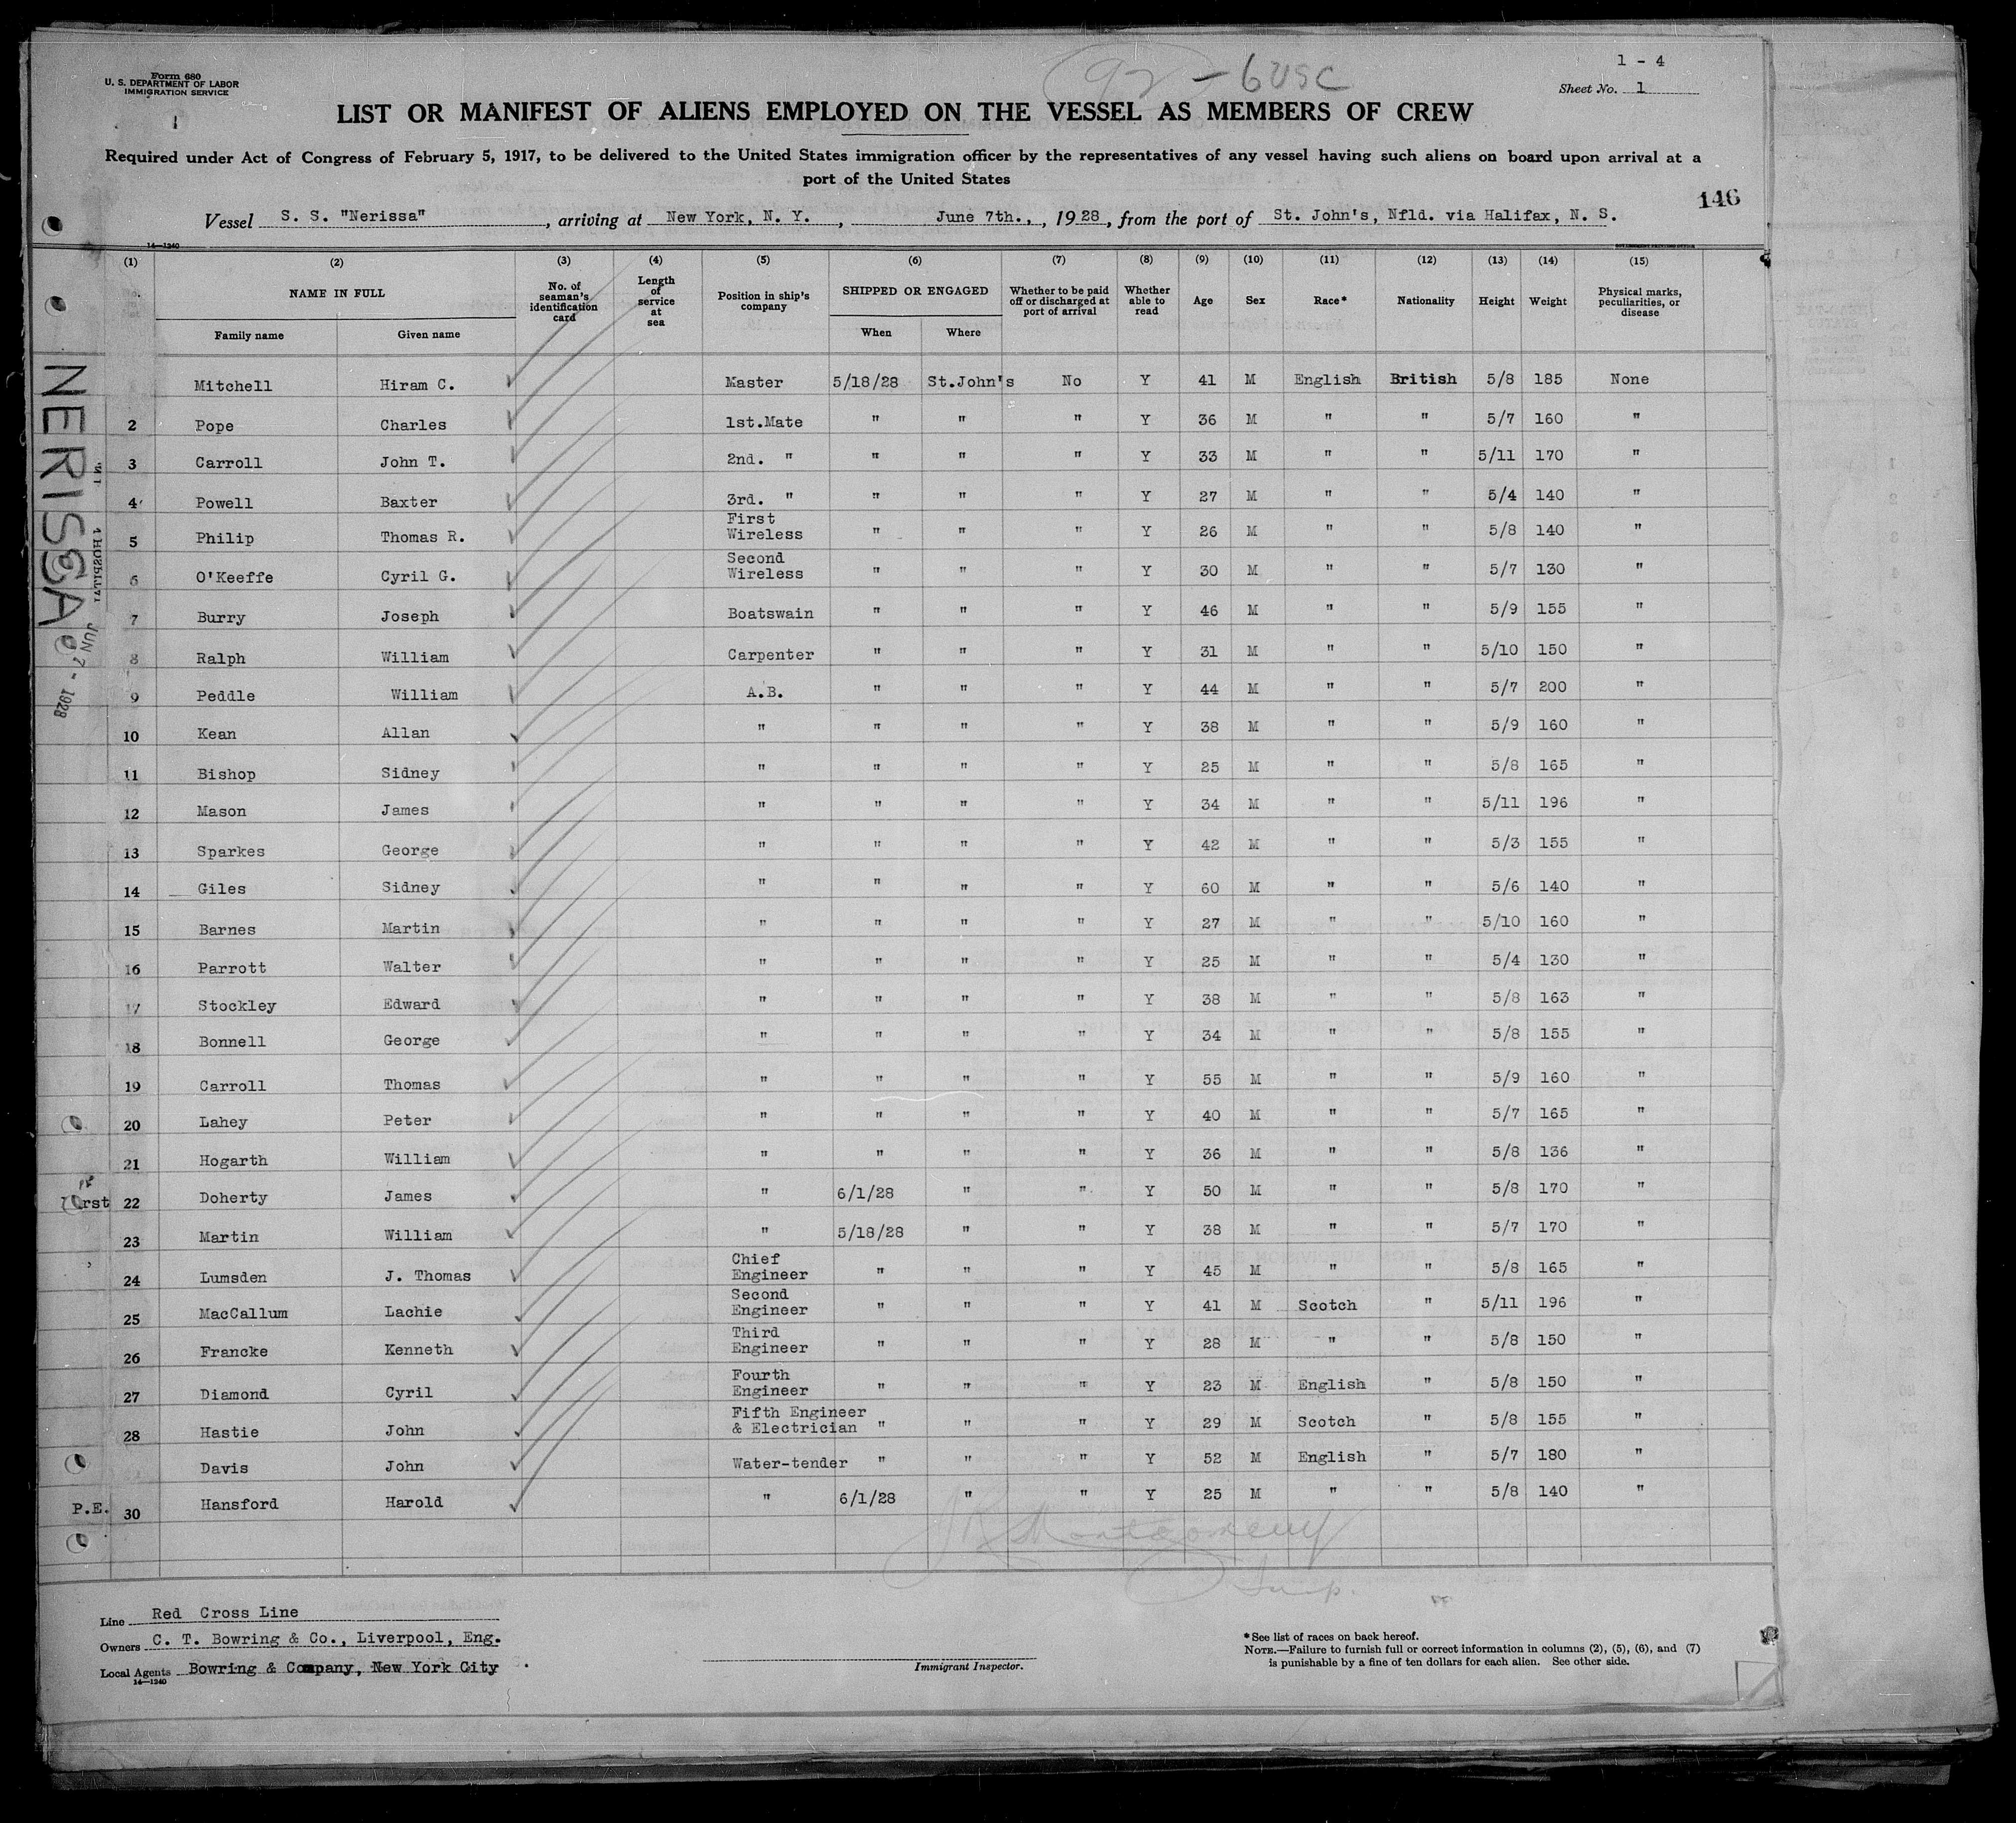 Form 680
U. S. DEPARTMENT OF LABOR
IMMIGRATION SERVICE
92 - 6 USC
1 - 4
Sheet No. 1
LIST OR MANIFEST OF ALIENS EMPLOYED ON THE VESSEL AS MEMBERS OF CREW
Required under Act of Congress of February 5, 1917, to be delivered to the United States immigration officer by the representatives of any vessel having such aliens on board upon arrival at a
port of the United States
146
Vessel S. S. "Nerissa", arriving at New York, N. Y., June 7th., , 1928, from the port of St. John's, Nfld. via Halifax, N. S.
14—1240
GOVERNMENT PRINTING OFFICE
(1) (2) (3) (4) (5) (6) (7) (8) (9) (10) (11) (12) (13) (14) (15)
NAME IN FULL Family name Given name No. of seaman's identification card Length of service at sea Position in ship's company SHIPPED OR ENGAGED When Where Whether to be paid off or discharged at port of arrival Whether able to read Age Sex Race* Nationality Height Weight Physical marks, peculiarities, or disease
Mitchell Hiram C. Master 5/18/28 St.John's No Y 41 M English British 5/8 185 None
2 Pope Charles 1st.Mate " " " Y 36 M " " 5/7 160 "
3 Carroll John T. 2nd. " " " " Y 33 M " " 5/11 170 "
4 Powell Baxter 3rd. " " " " Y 27 M " " 5/4 140 "
5 Philip Thomas R. First Wireless " " " Y 26 M " " 5/8 140 "
6 O'Keeffe Cyril G. Second Wireless " " " Y 30 M " " 5/7 130 "
7 Burry Joseph Boatswain " " " Y 46 M " " 5/9 155 "
8 Ralph William Carpenter " " " Y 31 M " " 5/10 150 "
9 Peddle William A.B. " " " Y 44 M " " 5/7 200 "
10 Kean Allan " " " " Y 38 M " " 5/9 160 "
11 Bishop Sidney " " " " Y 25 M " " 5/8 165 "
12 Mason James " " " " Y 34 M " " 5/11 196 "
13 Sparkes George " " " " Y 42 M " " 5/3 155 "
14 Giles Sidney " " " " Y 60 M " " 5/6 140 "
15 Barnes Martin " " " " Y 27 M " " 5/10 160 "
16 Parrott Walter " " " " Y 25 M " " 5/4 130 "
17 Stockley Edward " " " " Y 38 M " " 5/8 163 "
18 Bonnell George " " " " Y 34 M " " 5/8 155 "
19 Carroll Thomas " " " " Y 55 M " " 5/9 160 "
20 Lahey Peter " " " " Y 40 M " " 5/7 165 "
21 Hogarth William " " " " Y 36 M " " 5/8 136 "
22 Doherty James " 6/1/28 " " Y 50 M " " 5/8 170 "
23 Martin William " 5/18/28 " " Y 38 M " " 5/7 170 "
24 Lumsden J. Thomas Chief Engineer " " " Y 45 M " " 5/8 165 "
25 MacCallum Lachie Second Engineer " " " Y 41 M Scotch " 5/11 196 "
26 Francke Kenneth Third Engineer " " " Y 28 M " " 5/8 150 "
27 Diamond Cyril Fourth Engineer " " " Y 23 M English " 5/8 150 "
28 Hastie John Fifth Engineer & Electrician " " " Y 29 M Scotch " 5/8 155 "
Davis John Water-tender " " " Y 52 M English " 5/7 180 "
P.E. 30 Hansford Harold " 6/1/28 " " Y 25 M " " 5/8 140 "
NERISSA
1 HOSPITAL
JUN 7 - 1928
Line Red Cross Line
Owners C. T. Bowring & Co., Liverpool, Eng.
Local Agents Bowring & Company, New York City
14—1240
Immigrant Inspector.
*See list of races on back hereof.
NOTE.—Failure to furnish full or correct information in columns (2), (5), (6), and (7)
is punishable by a fine of ten dollars for each alien. See other side.